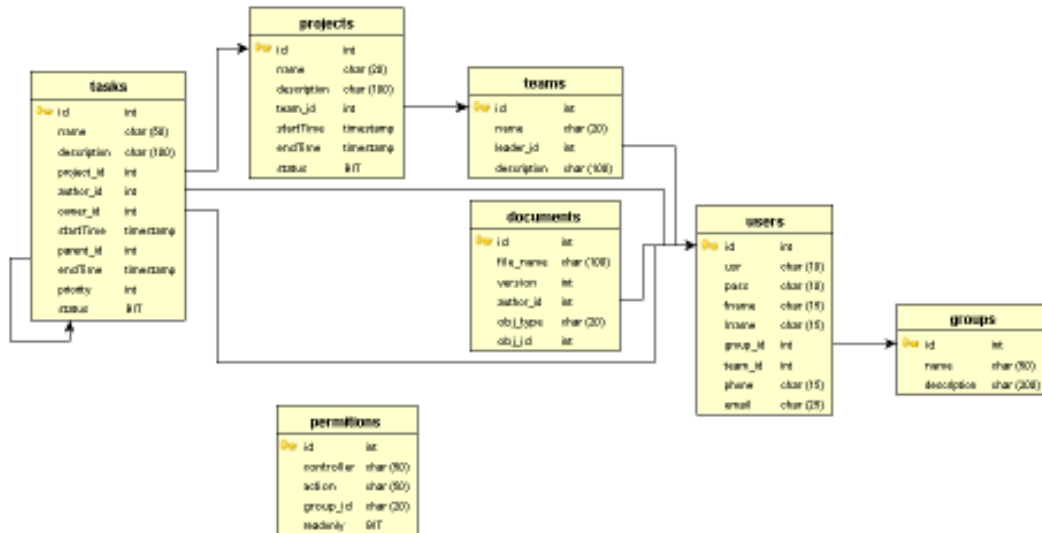 projects
id int
name char (20)
description char (100)
team_id int
startTime timestamp
endTime timestamp
status BIT
tasks
id int
name char (50)
description char (100)
project_id int
author_id int
owner_id int
startTime timestamp
parent_id int
endTime timestamp
priority int
status BIT
teams
id int
name char (20)
leader_id int
description char (100)
documents
id int
file_name char (100)
version int
author_id int
obj_type char (20)
obj_id int
users
id int
usr char (10)
pass char (10)
fname char (15)
lname char (15)
group_id int
team_id int
phone char (15)
email char (25)
groups
id int
name char (50)
description char (200)
permitions
id int
controller char (50)
action char (50)
group_id char (20)
readonly BIT